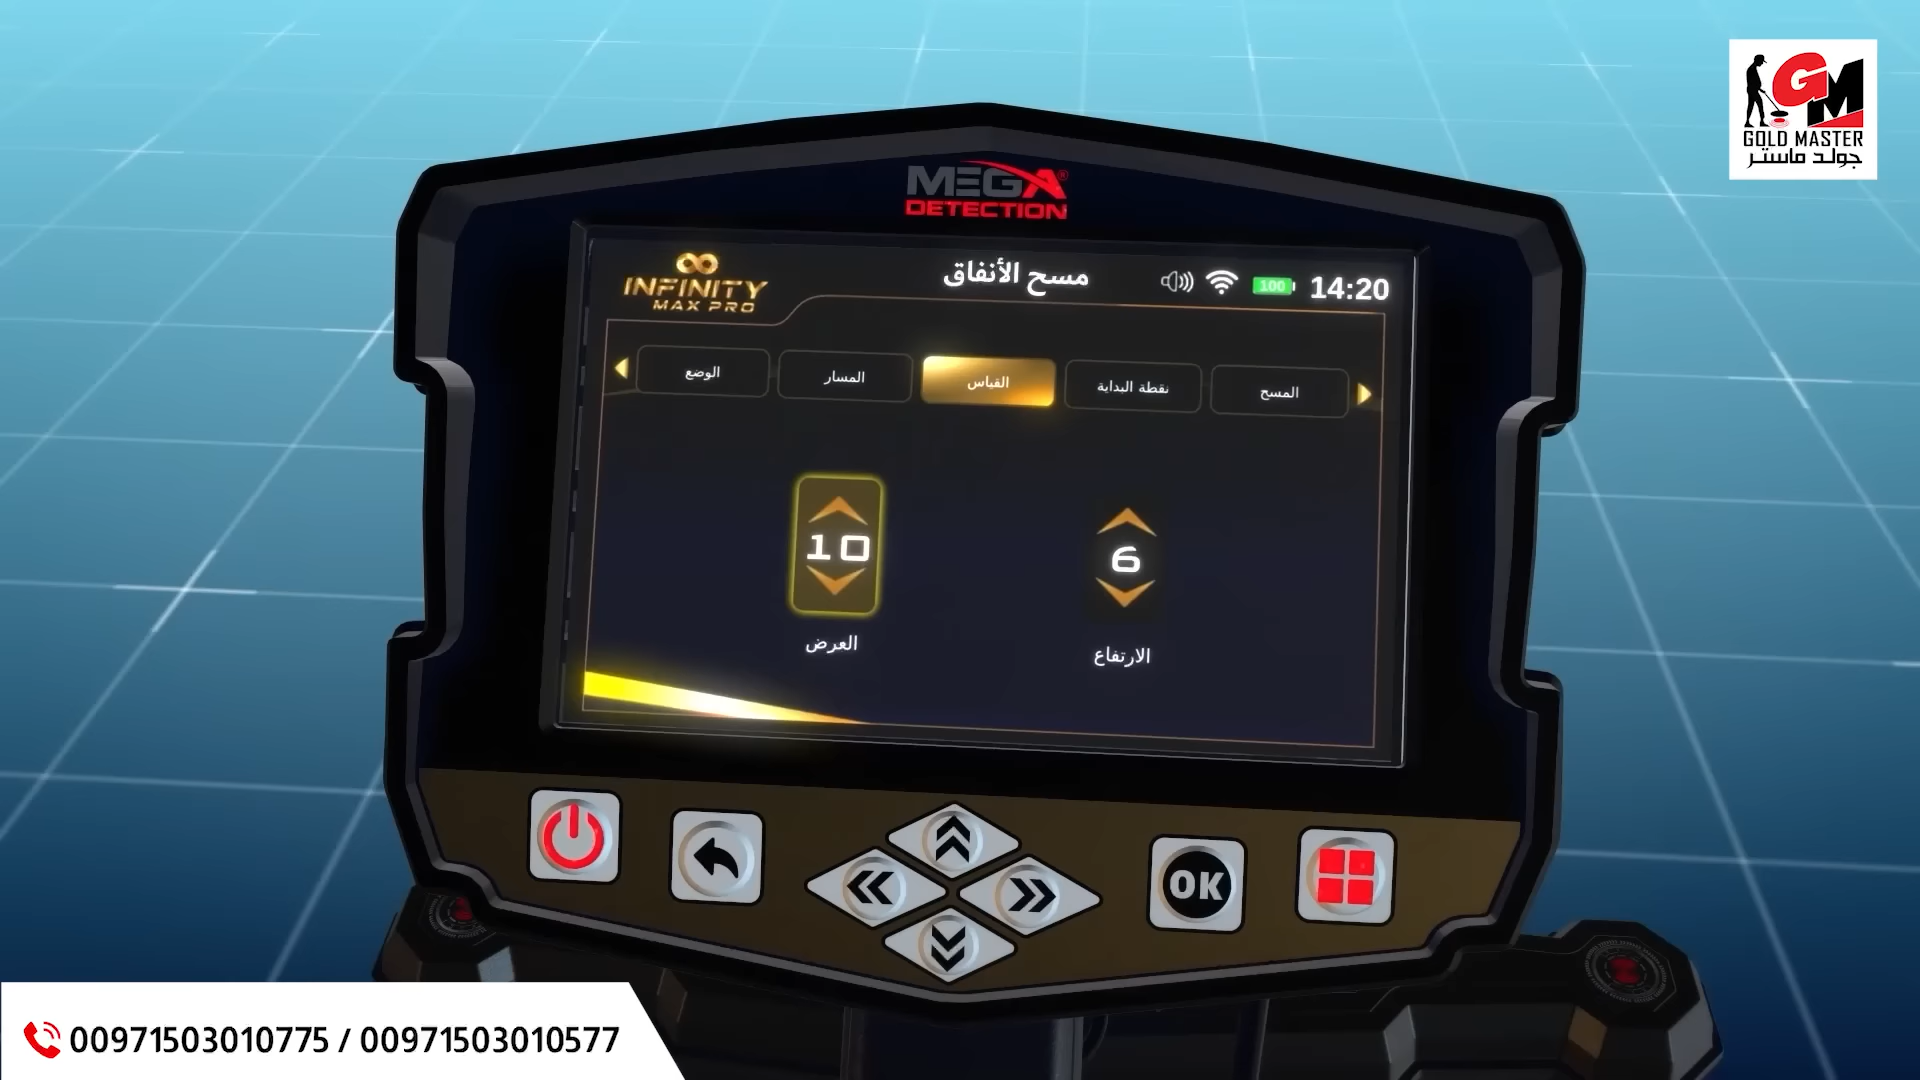 GM
GOLD MASTER
جولد ماستر
MEGA®
DETECTION
INFINITY
MAX PRO
مسح الأنفاق
100
14:20
الوضع
المسار
القياس
نقطة البداية
المسح
10
6
العرض
الارتفاع
OK
00971503010775 / 00971503010577